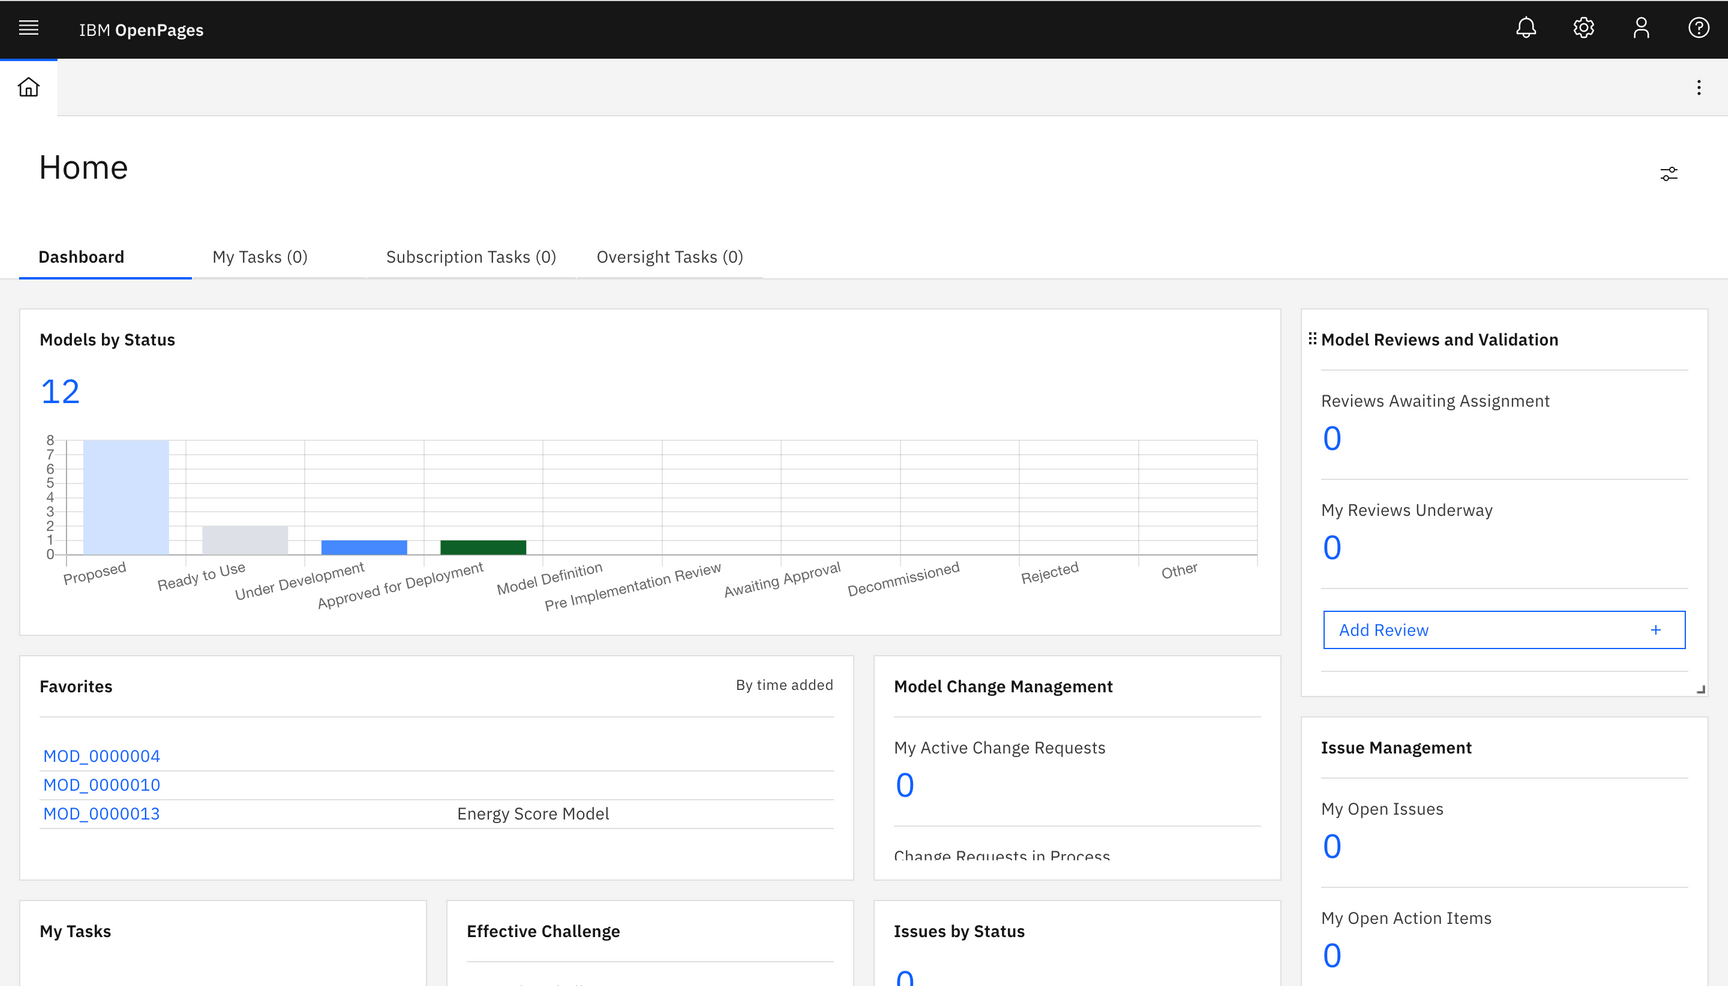 IBM OpenPages
Home
Dashboard
My Tasks (0)
Subscription Tasks (0)
Oversight Tasks (0)
Models by Status
12
8
7
6
5
4
3
2
1
0
Proposed
Ready to Use
Under Development
Approved for Deployment
Model Definition
Pre Implementation Review
Awaiting Approval
Decommissioned
Rejected
Other
Model Reviews and Validation
Reviews Awaiting Assignment
0
My Reviews Underway
0
Add Review +
Favorites
By time added
MOD_0000004
MOD_0000010
MOD_0000013 Energy Score Model
Model Change Management
My Active Change Requests
0
Change Requests in Process
Issue Management
My Open Issues
0
My Open Action Items
0
My Tasks
Effective Challenge
Issues by Status
0